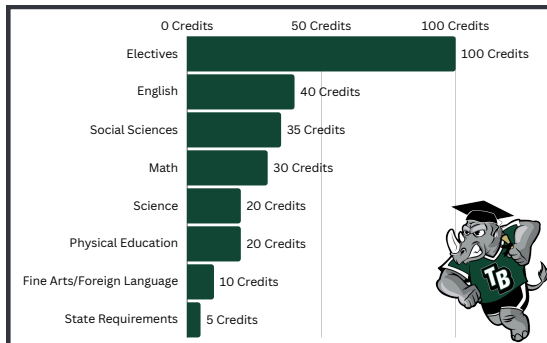 0 Credits 50 Credits 100 Credits
Electives 100 Credits
English 40 Credits
Social Sciences 35 Credits
Math 30 Credits
Science 20 Credits
Physical Education 20 Credits
Fine Arts/Foreign Language 10 Credits
State Requirements 5 Credits
TB